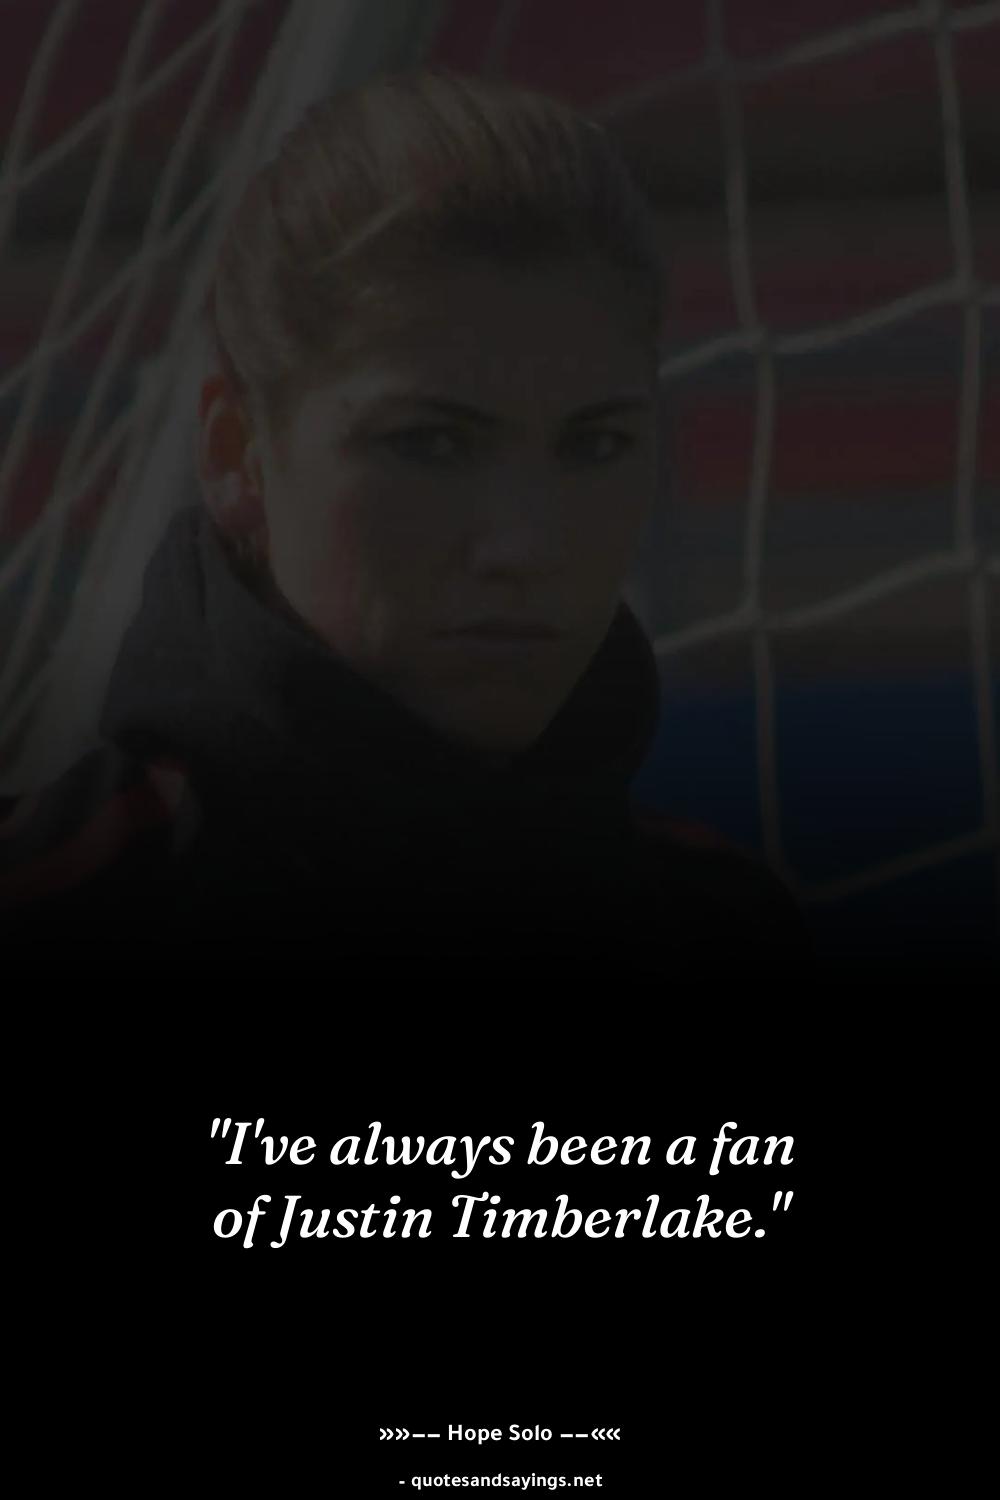 "I've always been a fan
of Justin Timberlake."
»»–– Hope Solo ––««
- quotesandsayings.net